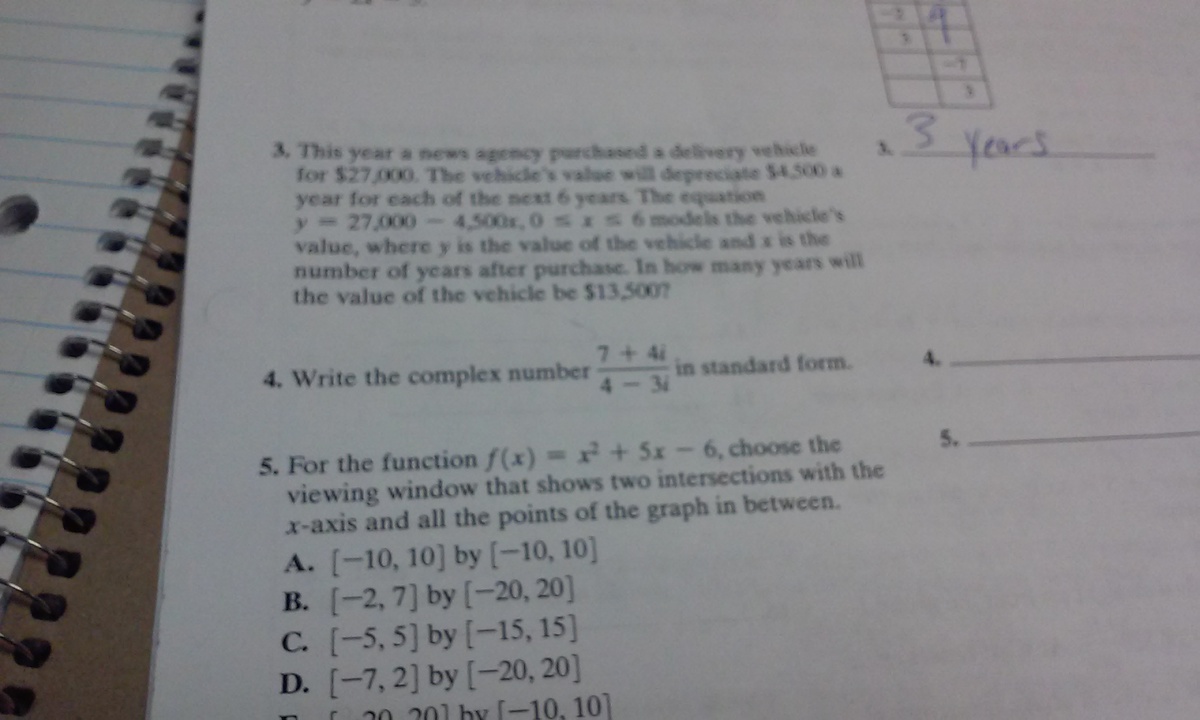 -2 9
3
-7
3
3. This year a news agency purchased a delivery vehicle
for $27,000. The vehicle's value will depreciate $4,500 a
year for each of the next 6 years. The equation
y = 27,000 − 4,500x, 0 ≤ x ≤ 6 models the vehicle's
value, where y is the value of the vehicle and x is the
number of years after purchase. In how many years will
the value of the vehicle be $13,500?
3. 3 years
4. Write the complex number (7 + 4i)/(4 − 3i) in standard form.
4.
5. For the function f(x) = x² + 5x − 6, choose the
viewing window that shows two intersections with the
x-axis and all the points of the graph in between.
5.
A. [−10, 10] by [−10, 10]
B. [−2, 7] by [−20, 20]
C. [−5, 5] by [−15, 15]
D. [−7, 2] by [−20, 20]
20, 20] by [−10, 10]